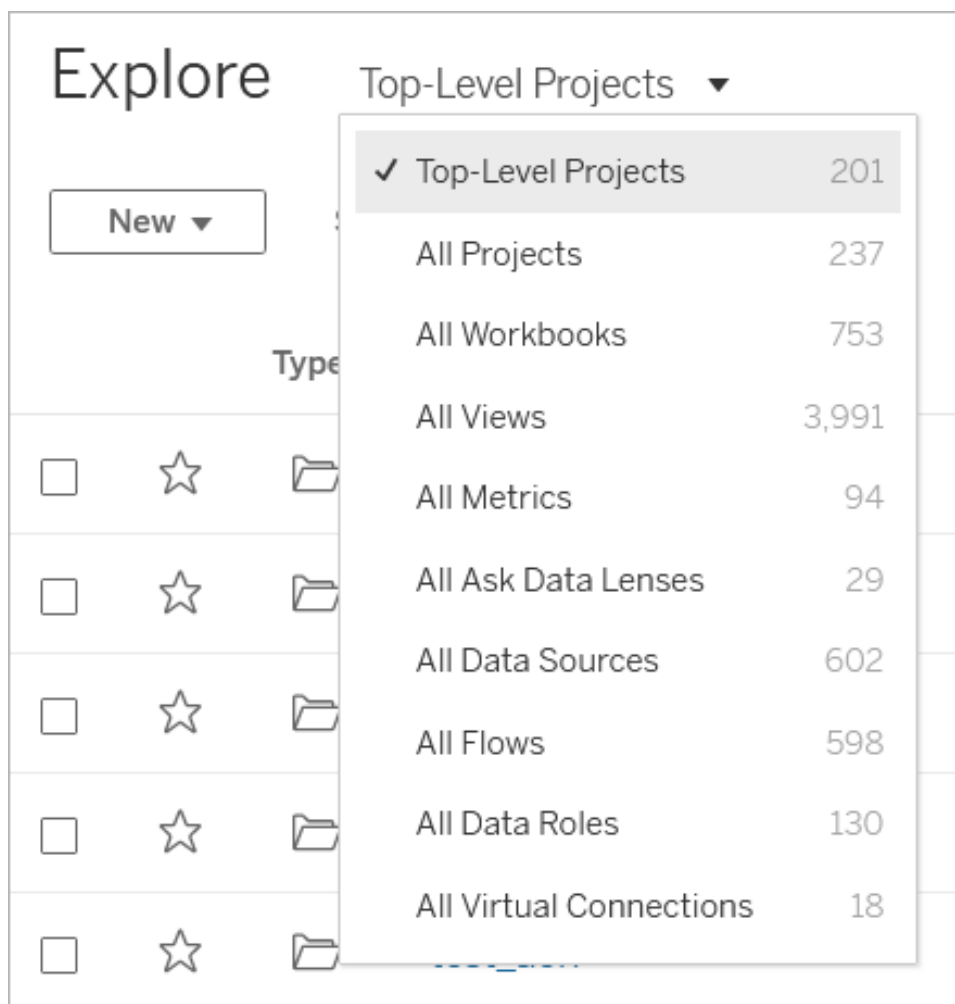 Explore
Top-Level Projects
Top-Level Projects 201
New
All Projects 237
All Workbooks 753
Type
All Views 3,991
All Metrics 94
All Ask Data Lenses 29
All Data Sources 602
All Flows 598
All Data Roles 130
All Virtual Connections 18